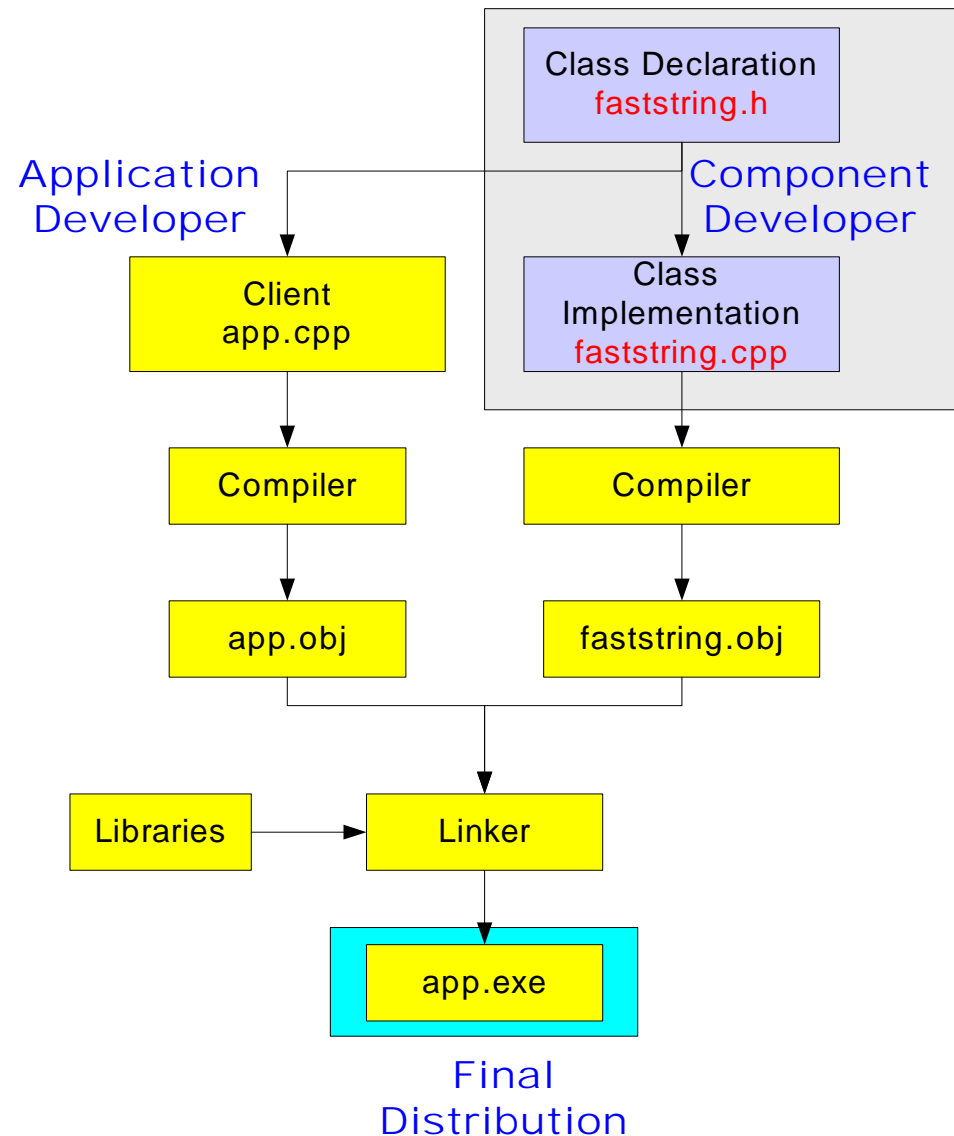 Class Declaration
faststring.h
Application
Developer
Component
Developer
Client
app.cpp
Class
Implementation
faststring.cpp
Compiler
Compiler
app.obj
faststring.obj
Libraries
Linker
app.exe
Final
Distribution